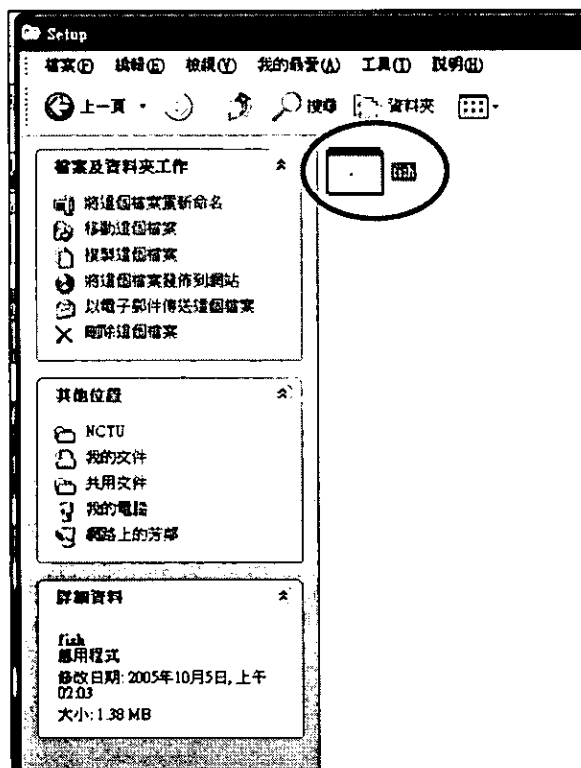 Setup
檔案(F) 編輯(E) 檢視(V) 我的最愛(A) 工具(T) 說明(H)
上一頁 搜尋 資料夾
檔案及資料夾工作
將這個檔案重新命名
移動這個檔案
複製這個檔案
將這個檔案發佈到網站
以電子郵件傳送這個檔案
刪除這個檔案
fish
其他位置
NCTU
我的文件
共用文件
我的電腦
網路上的芳鄰
詳細資料
fish
應用程式
修改日期: 2005年10月5日, 上午
02:03
大小: 1.38 MB